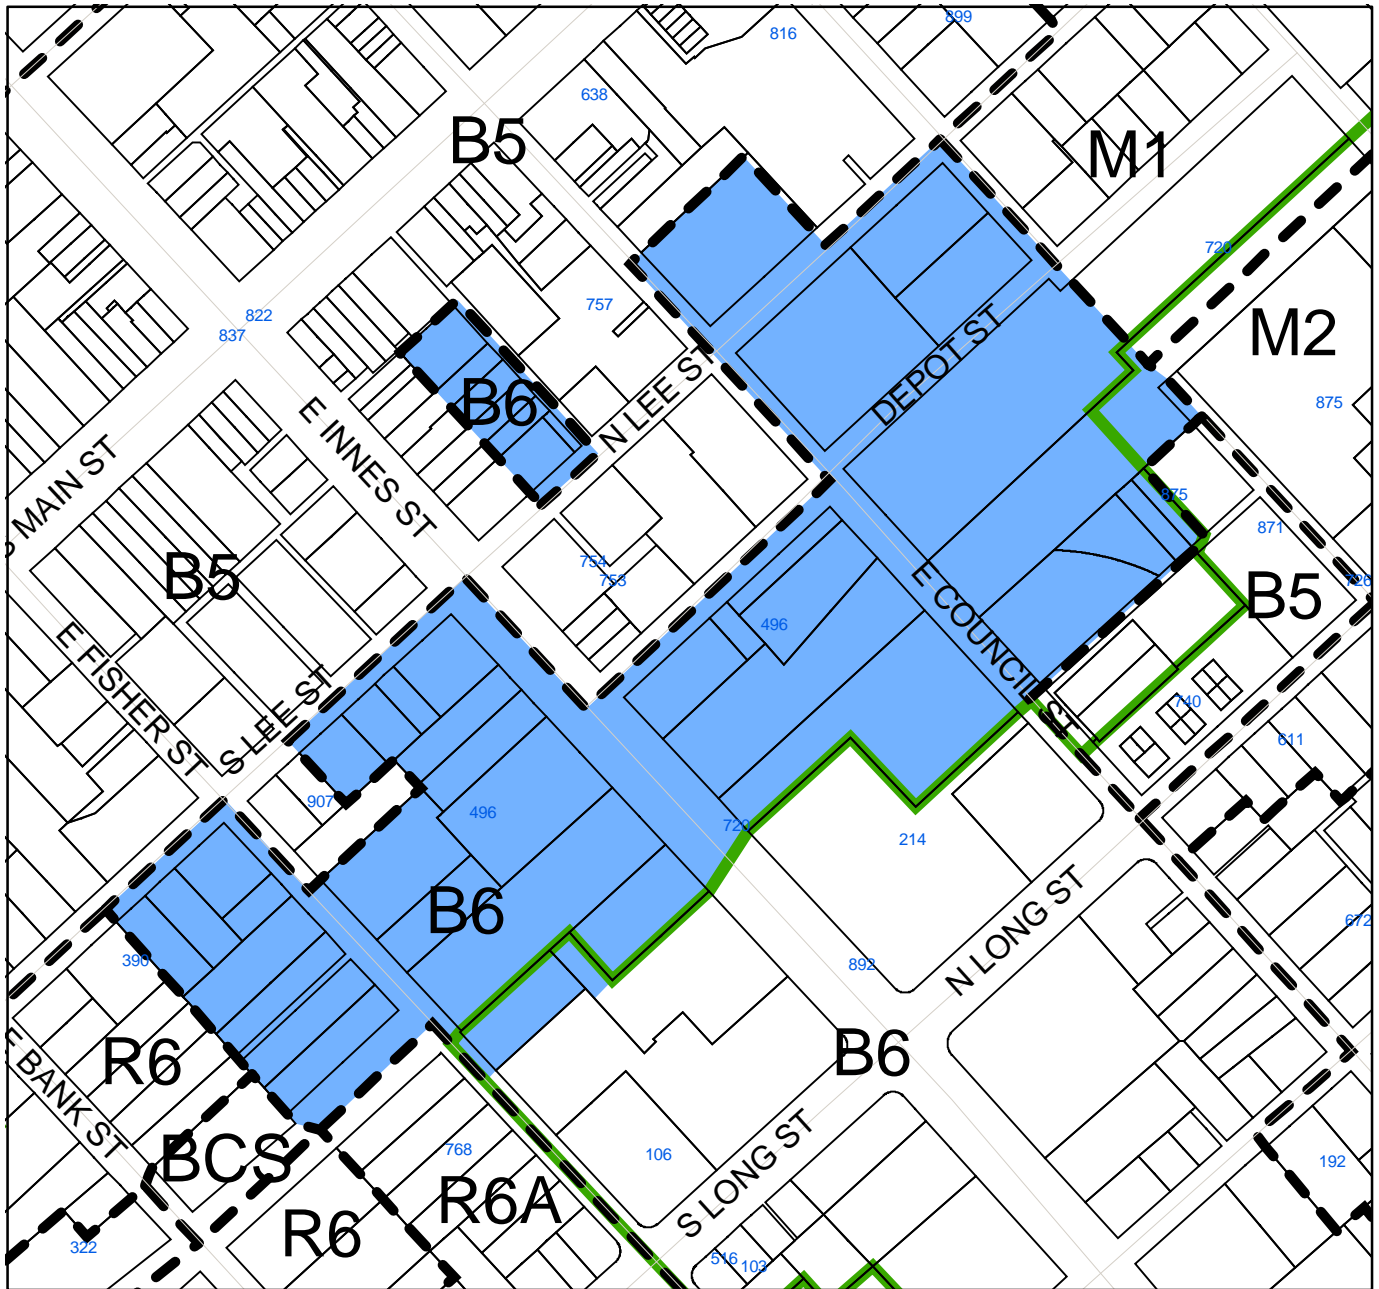 899
816
638
B5
M1
720
822
837
757
M2
B6
N LEE ST
DEPOT ST
875
S MAIN ST
E INNES ST
875
871
B5
754
753
726
B5
E FISHER ST
S LEE ST
496
E COUNCIL ST
740
611
907
496
720
214
B6
N LONG ST
672
390
892
R6
E BANK ST
B6
BCS
768
106
192
R6A
S LONG ST
R6
322
516
103